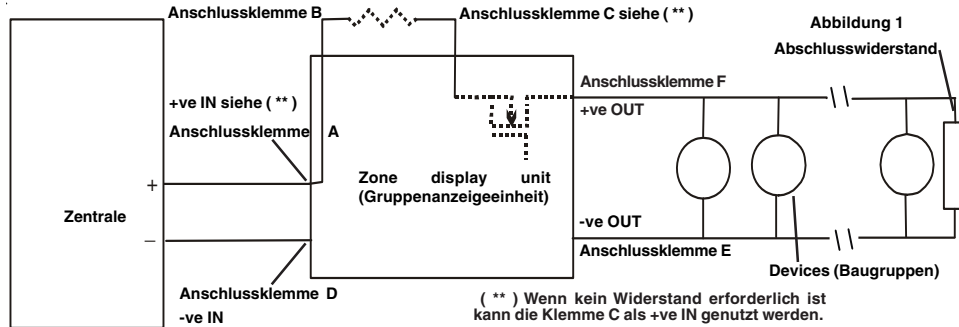 Anschlussklemme B
Anschlussklemme C siehe ( ** )
Abbildung 1
Abschlusswiderstand
Anschlussklemme F
+ve IN siehe ( ** )
+ve OUT
Anschlussklemme
A
Zone display unit
(Gruppenanzeigeeinheit)
+
Zentrale
-ve OUT
–
Anschlussklemme E
Devices (Baugruppen)
Anschlussklemme D
-ve IN
( ** ) Wenn kein Widerstand erforderlich ist
kann die Klemme C als +ve IN genutzt werden.